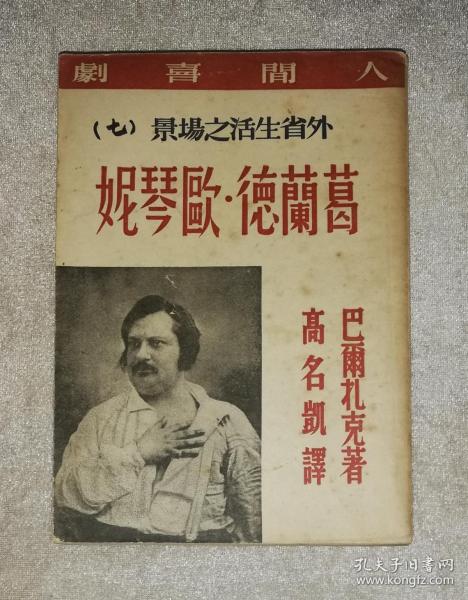 人間喜劇
外省生活之場景（七）
葛蘭德·歐琴妮
巴爾札克著
高名凱譯
孔夫子旧书网
www.kongfz.com